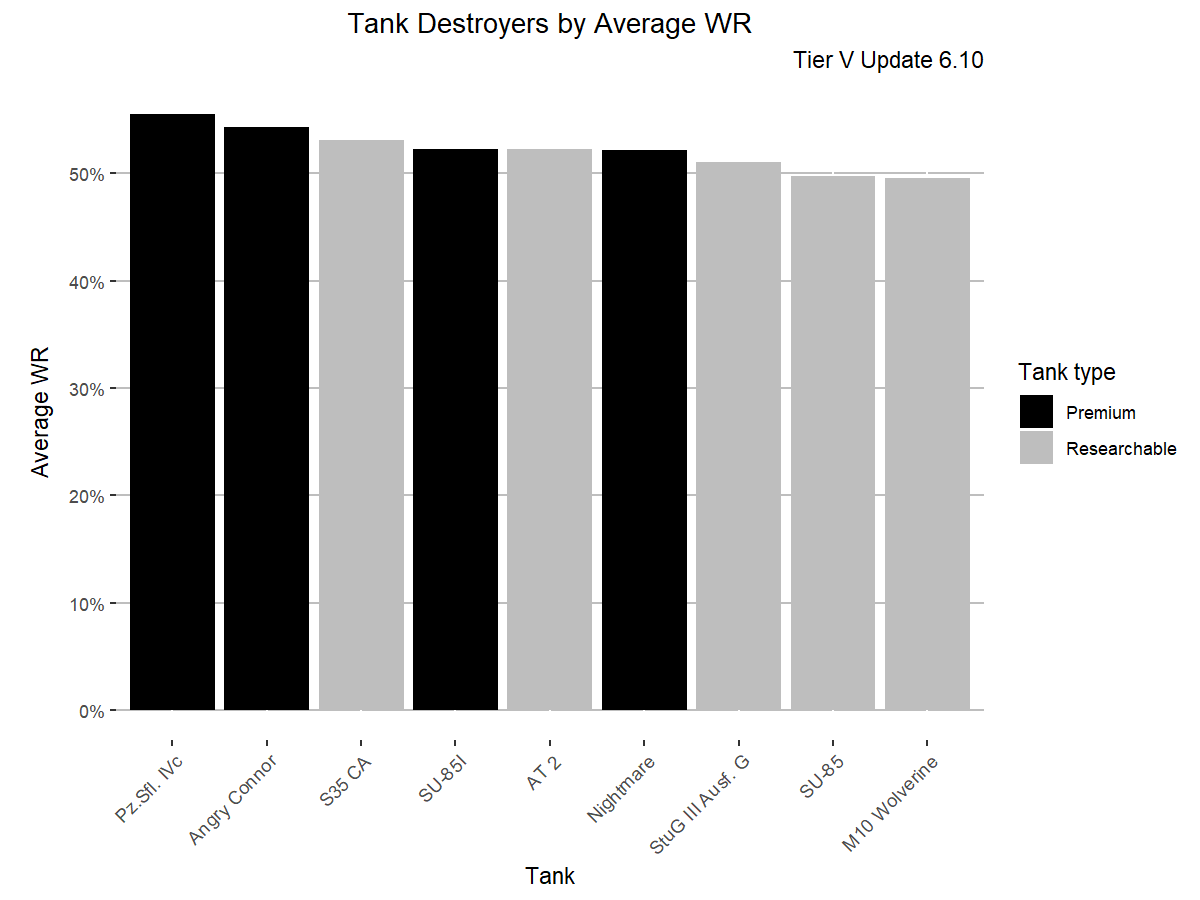 Tank Destroyers by Average WR
Tier V Update 6.10
Average WR
50%
40%
30%
20%
10%
0%
Pz.Sfl. IVc
Angry Connor
S35 CA
SU-85I
AT 2
Nightmare
StuG III Ausf. G
SU-85
M10 Wolverine
Tank
Tank type
Premium
Researchable